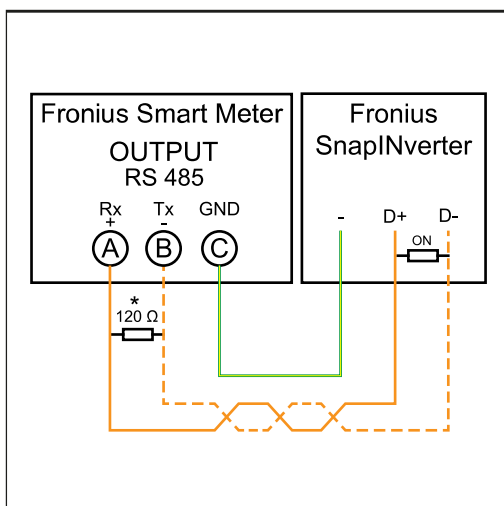 Fronius Smart Meter
OUTPUT
RS 485
Rx Tx GND
+ -
A B C
* 
120 Ω
Fronius
SnapINverter
- D+ D-
ON